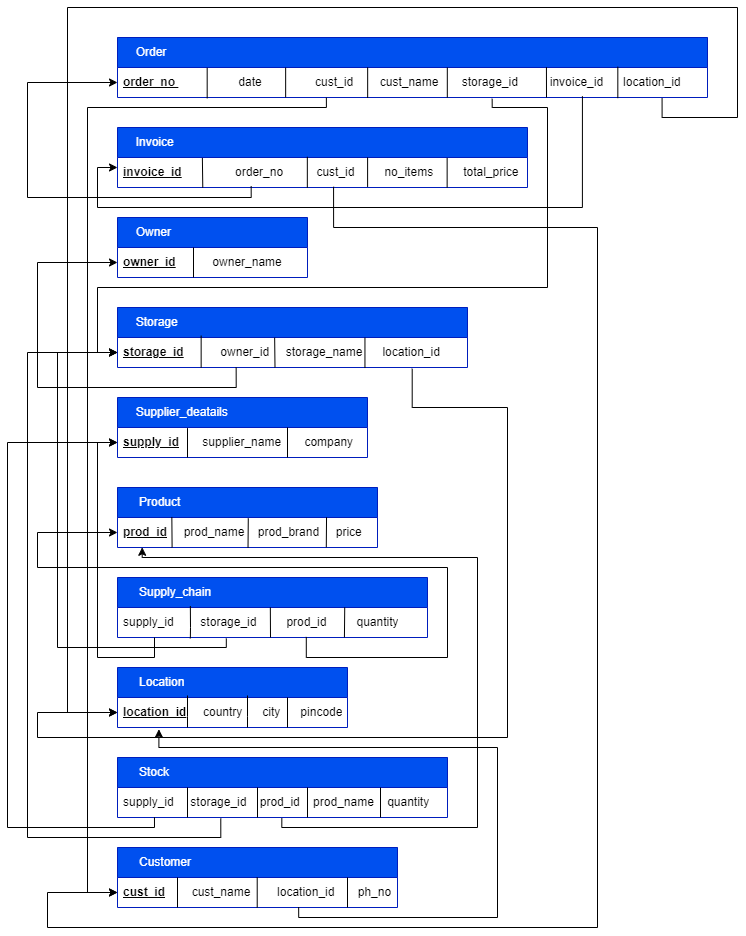 Order
order_no date cust_id cust_name storage_id invoice_id location_id
Invoice
invoice_id order_no cust_id no_items total_price
Owner
owner_id owner_name
Storage
storage_id owner_id storage_name location_id
Supplier_deatails
supply_id supplier_name company
Product
prod_id prod_name prod_brand price
Supply_chain
supply_id storage_id prod_id quantity
Location
location_id country city pincode
Stock
supply_id storage_id prod_id prod_name quantity
Customer
cust_id cust_name location_id ph_no